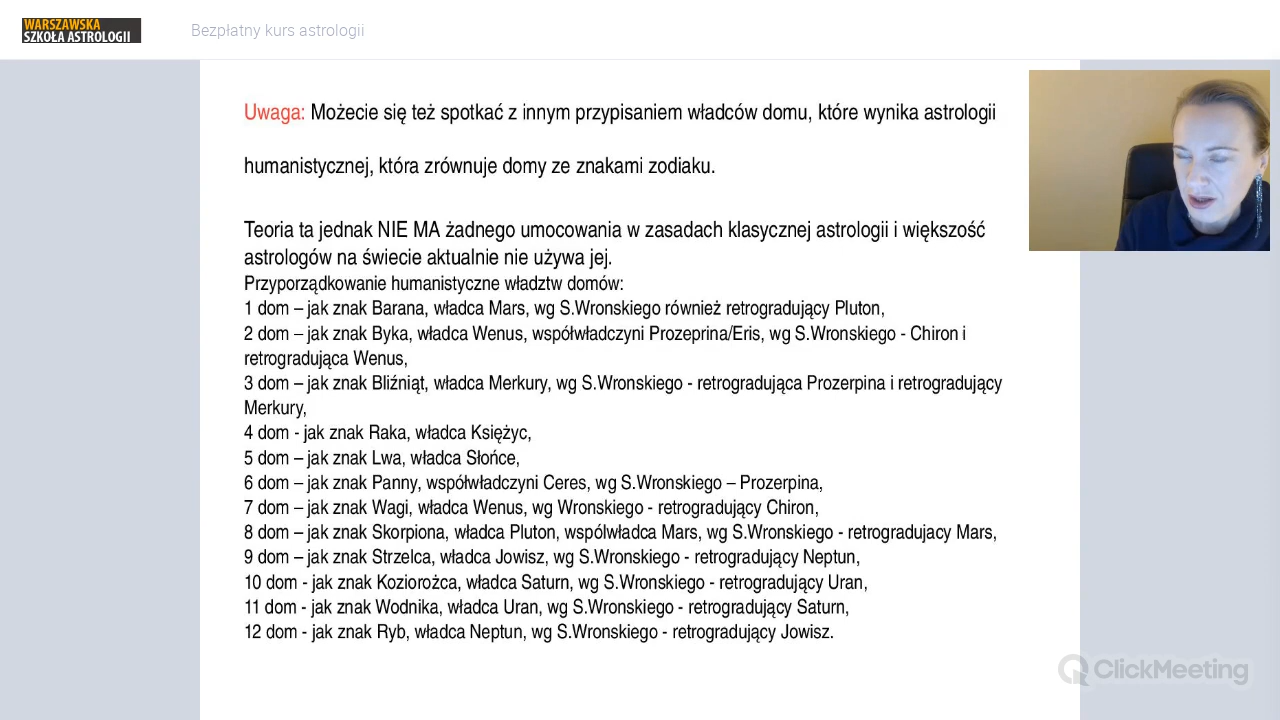 WARSZAWSKA
SZKOŁA ASTROLOGII
Bezpłatny kurs astrologii
Uwaga: Możecie się też spotkać z innym przypisaniem władców domu, które wynika astrologii
humanistycznej, która zrównuje domy ze znakami zodiaku.
Teoria ta jednak NIE MA żadnego umocowania w zasadach klasycznej astrologii i większość
astrologów na świecie aktualnie nie używa jej.
Przyporządkowanie humanistyczne władztw domów:
1 dom – jak znak Barana, władca Mars, wg S.Wronskiego również retrogradujący Pluton,
2 dom – jak znak Byka, władca Wenus, współwładczyni Prozeprina/Eris, wg S.Wronskiego - Chiron i
retrogradująca Wenus,
3 dom – jak znak Bliźniąt, władca Merkury, wg S.Wronskiego - retrogradująca Prozerpina i retrogradujący
Merkury,
4 dom - jak znak Raka, władca Księżyc,
5 dom – jak znak Lwa, władca Słońce,
6 dom – jak znak Panny, współwładczyni Ceres, wg S.Wronskiego – Prozerpina,
7 dom – jak znak Wagi, władca Wenus, wg Wronskiego - retrogradujący Chiron,
8 dom – jak znak Skorpiona, władca Pluton, wspólwładca Mars, wg S.Wronskiego - retrogradujacy Mars,
9 dom – jak znak Strzelca, władca Jowisz, wg S.Wronskiego - retrogradujący Neptun,
10 dom - jak znak Koziorożca, władca Saturn, wg S.Wronskiego - retrogradujący Uran,
11 dom - jak znak Wodnika, władca Uran, wg S.Wronskiego - retrogradujący Saturn,
12 dom - jak znak Ryb, władca Neptun, wg S.Wronskiego - retrogradujący Jowisz.
ClickMeeting